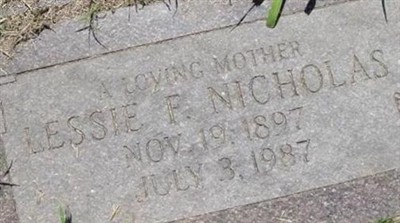 A LOVING MOTHER
LESSIE F. NICHOLAS
NOV. 19, 1897
JULY 3, 1987